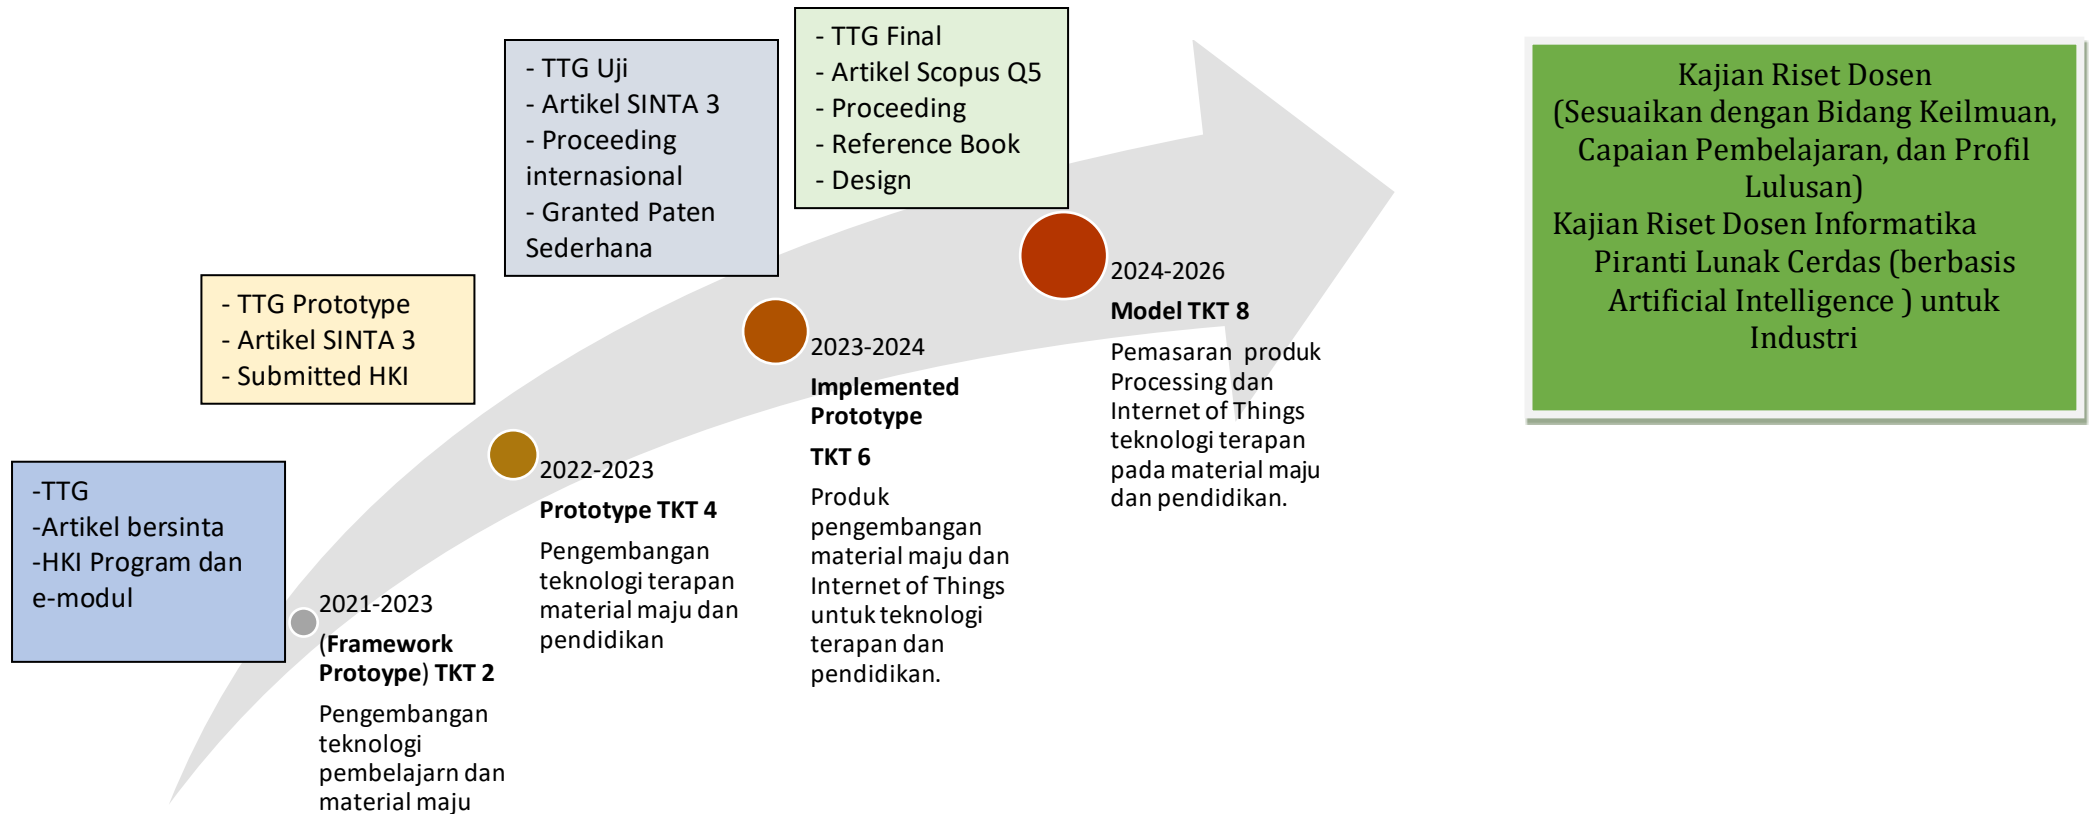 -TTG
-Artikel bersinta
-HKI Program dan
e-modul
2021-2023
(Framework
Protoype) TKT 2
Pengembangan
teknologi
pembelajarn dan
material maju
- TTG Prototype
- Artikel SINTA 3
- Submitted HKI
2022-2023
Prototype TKT 4
Pengembangan
teknologi terapan
material maju dan
pendidikan
- TTG Uji
- Artikel SINTA 3
- Proceeding
internasional
- Granted Paten
Sederhana
2023-2024
Implemented
Prototype
TKT 6
Produk
pengembangan
material maju dan
Internet of Things
untuk teknologi
terapan dan
pendidikan.
- TTG Final
- Artikel Scopus Q5
- Proceeding
- Reference Book
- Design
2024-2026
Model TKT 8
Pemasaran produk
Processing dan
Internet of Things
teknologi terapan
pada material maju
dan pendidikan.
Kajian Riset Dosen
(Sesuaikan dengan Bidang Keilmuan,
Capaian Pembelajaran, dan Profil
Lulusan)
Kajian Riset Dosen Informatika
Piranti Lunak Cerdas (berbasis
Artificial Intelligence ) untuk
Industri